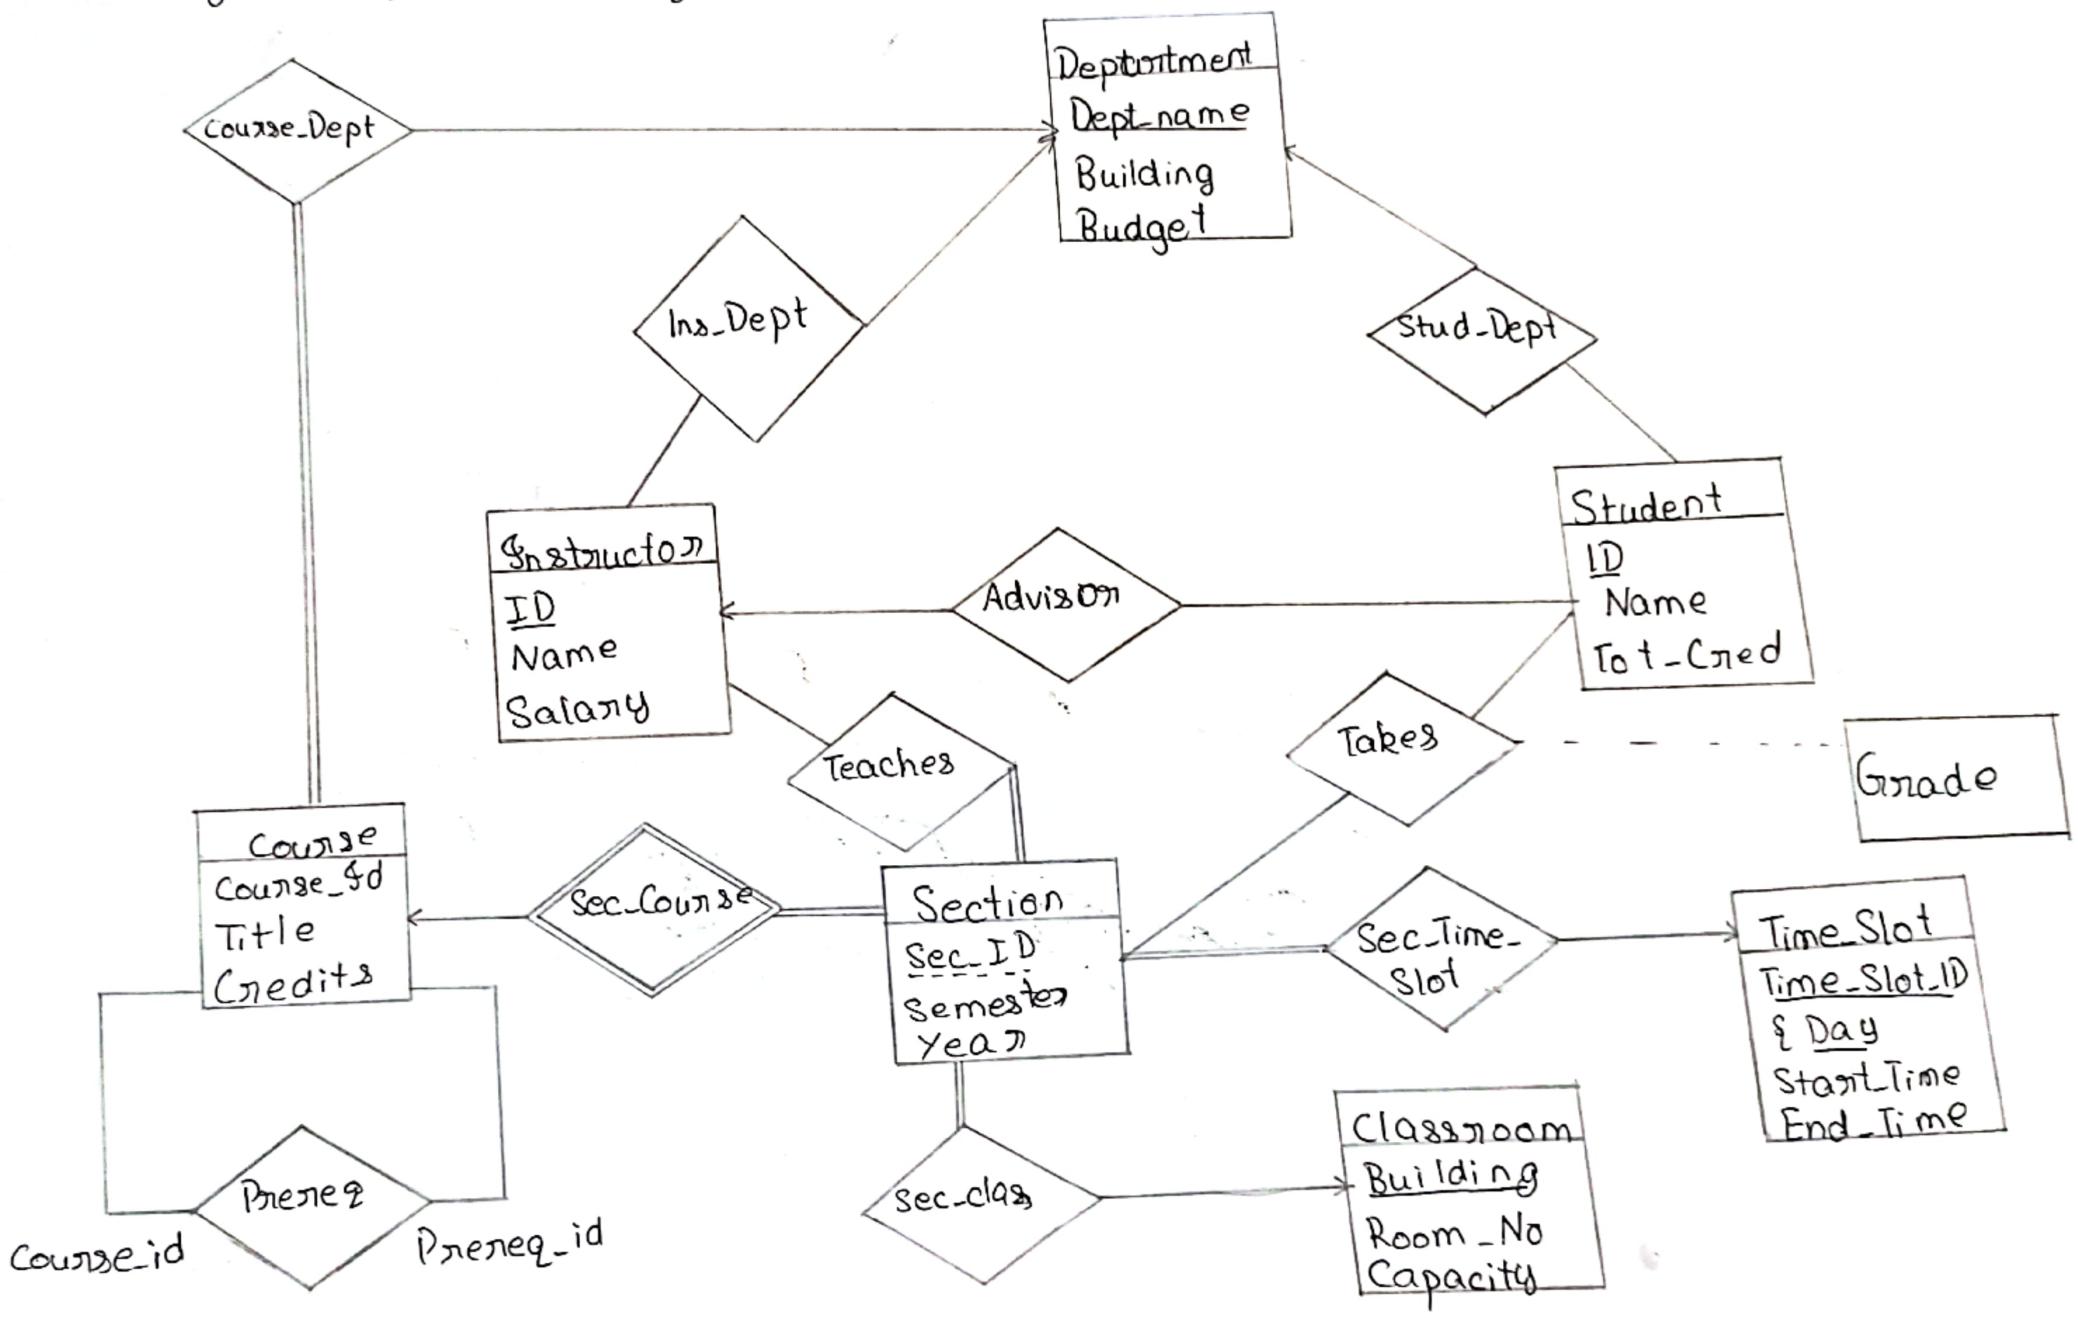 Department
Dept_name
Building
Budget
Course_Dept
Ins_Dept
Stud_Dept
Instructor
ID
Name
Salary
Advisor
Student
ID
Name
Tot_Cred
Teaches
Takes
Grade
Course
Course_Id
Title
Credits
Sec_Course
Section
Sec_ID
Semester
Year
Sec_Time_
Slot
Time_Slot
Time_Slot_ID
{ Day
Start_Time
End_Time
Prereq
Course_id
Prereq_id
Sec_clas
Classroom
Building
Room_No
Capacity